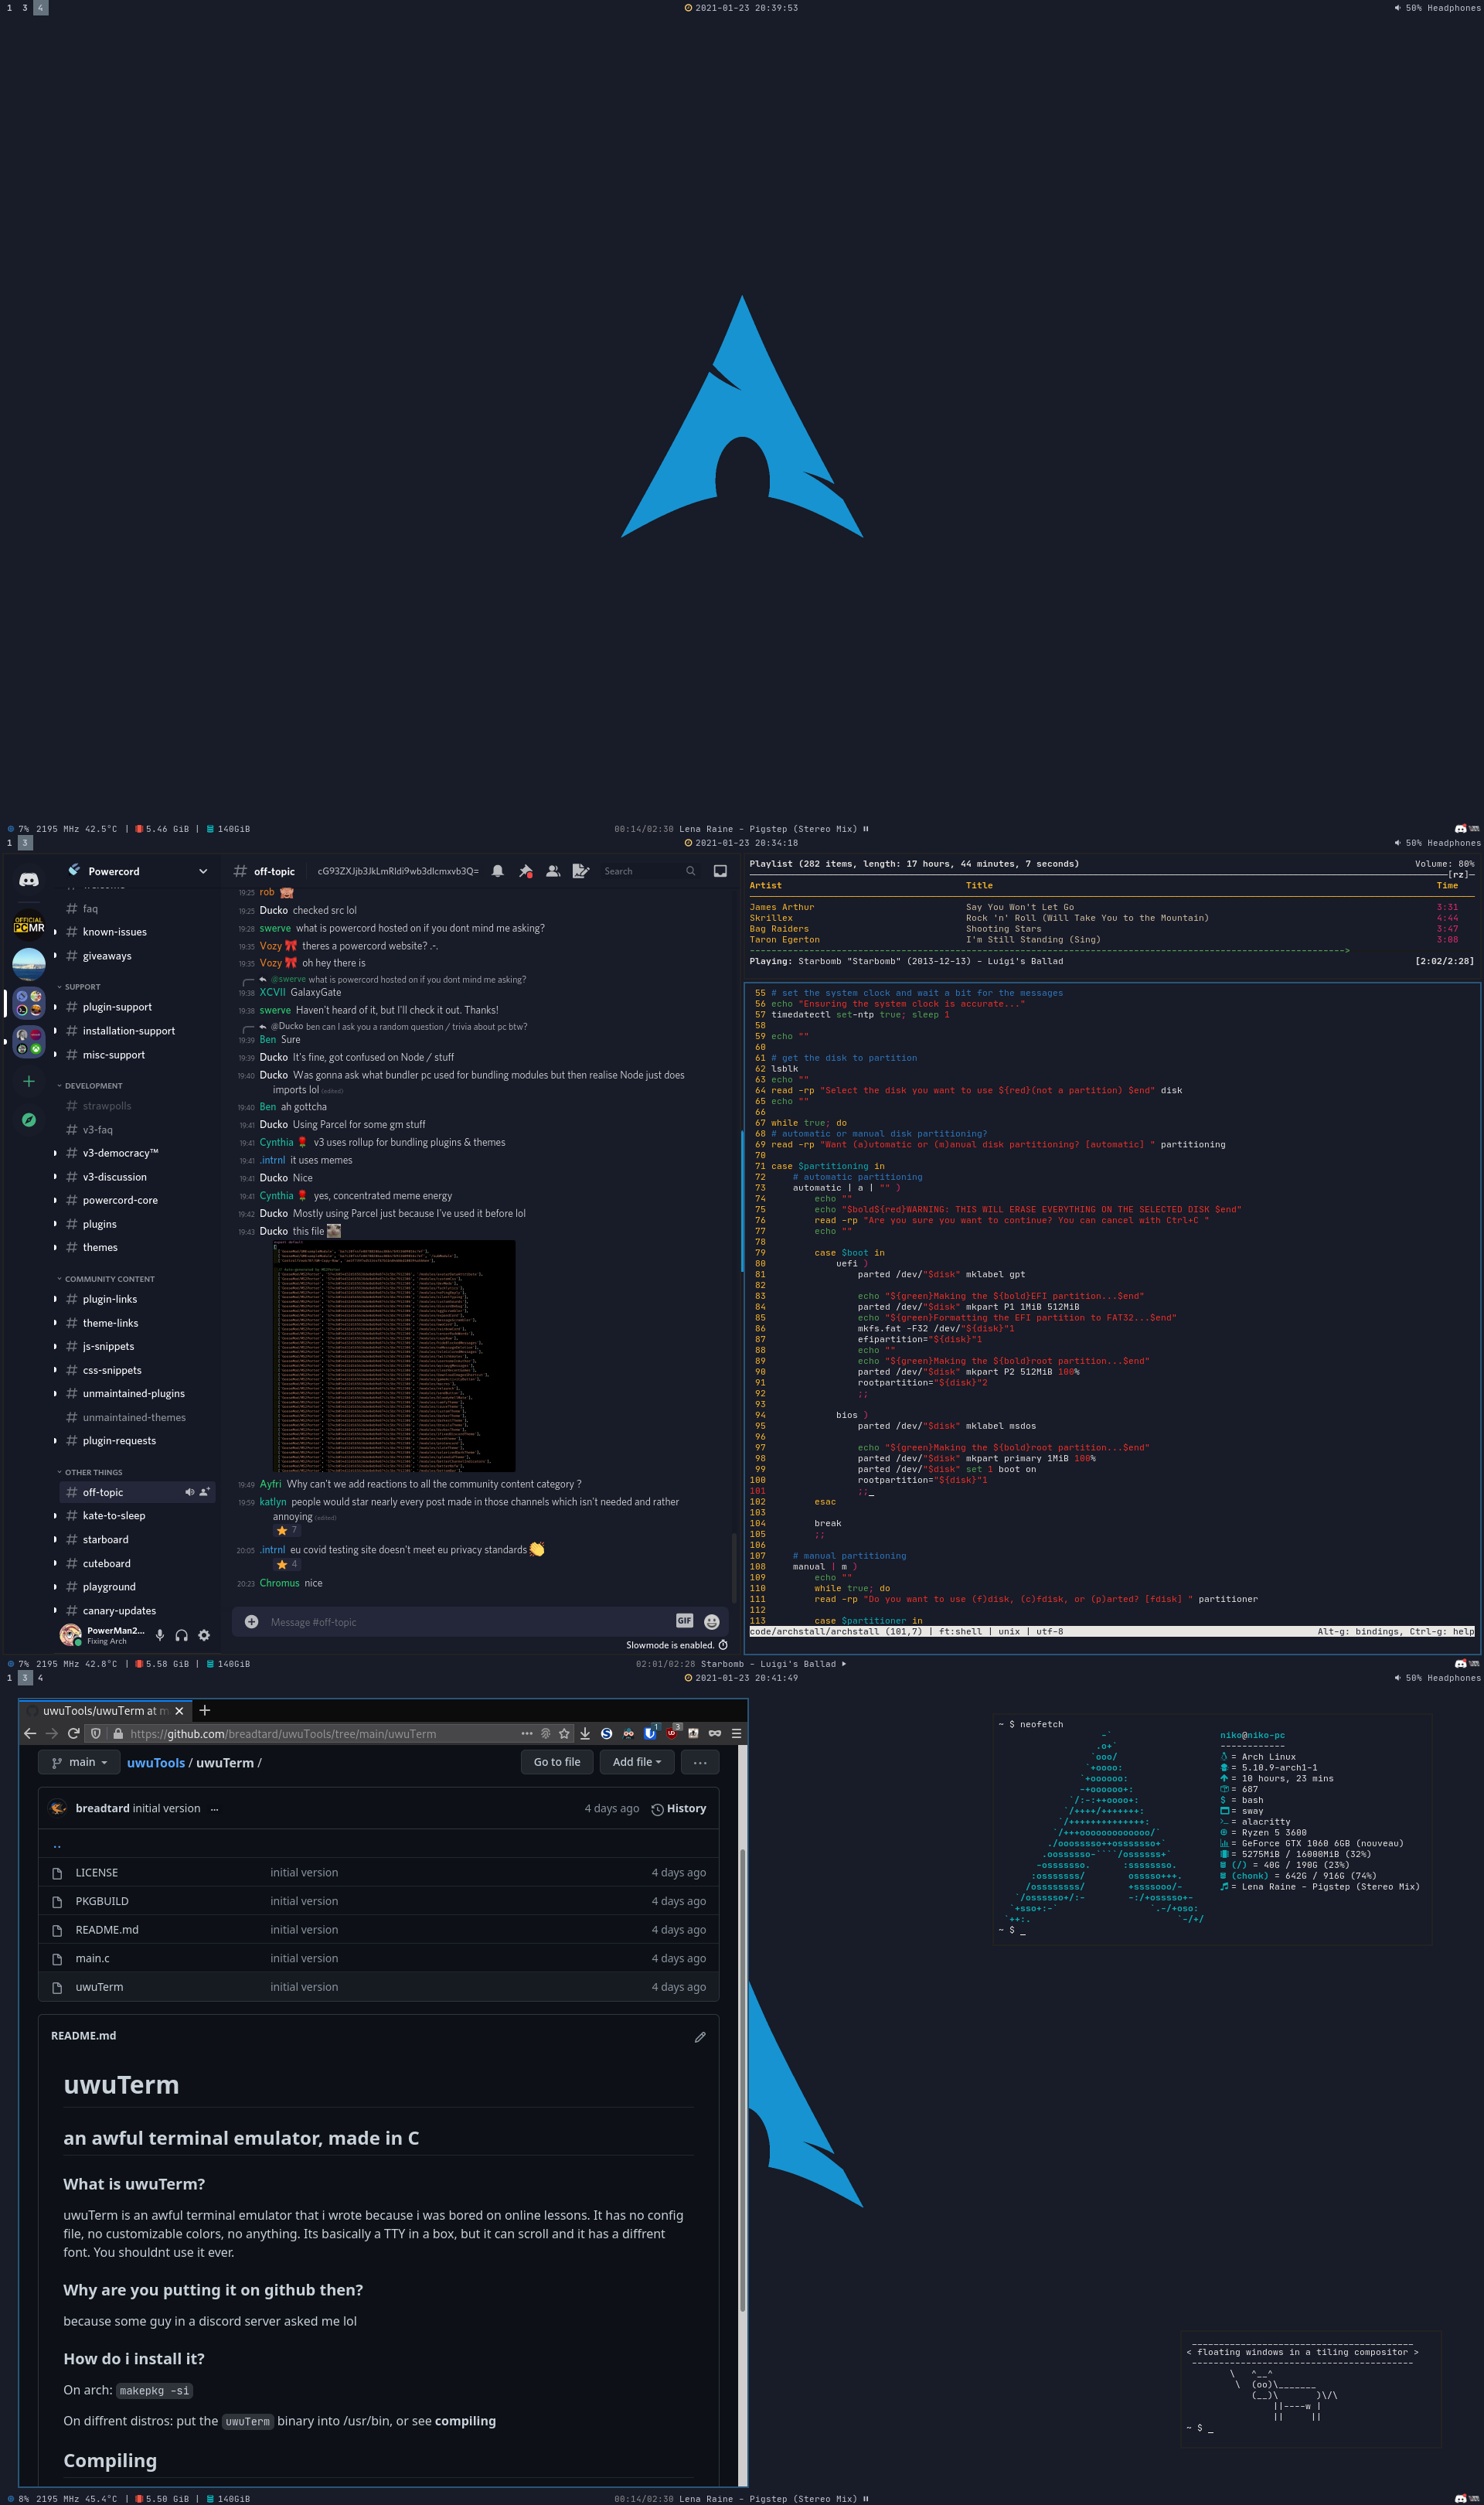 1 3 4
2021-01-23 20:39:53
50% Headphones
7% 2195 MHz 42.5°C | 5.46 GiB | 140GiB
00:14/02:30 Lena Raine - Pigstep (Stereo Mix)
1 3
2021-01-23 20:34:18
50% Headphones
OFFICIAL
PCMR
Powercord
faq
known-issues
giveaways
SUPPORT
plugin-support
installation-support
misc-support
DEVELOPMENT
strawpolls
v3-faq
v3-democracy™
v3-discussion
powercord-core
plugins
themes
COMMUNITY CONTENT
plugin-links
theme-links
js-snippets
css-snippets
unmaintained-plugins
unmaintained-themes
plugin-requests
OTHER THINGS
off-topic
kate-to-sleep
starboard
cuteboard
playground
canary-updates
PowerMan2...
Fixing Arch
# off-topic
Search
19:25 rob
19:25 Ducko checked src lol
19:28 swerve what is powercord hosted on if you dont mind me asking?
19:35 Vozy theres a powercord website? .-.
19:35 Vozy oh hey there is
@swerve what is powercord hosted on if you dont mind me asking?
19:38 XCVII GalaxyGate
19:38 swerve Haven't heard of it, but I'll check it out. Thanks!
@Ducko ben can I ask you a random question / trivia about pc btw?
19:39 Ben Sure
19:39 Ducko It's fine, got confused on Node / stuff
19:40 Ducko Was gonna ask what bundler pc used for bundling modules but then realise Node just does
imports lol (edited)
19:40 Ben ah gottcha
19:41 Ducko Using Parcel for some gm stuff
19:41 Cynthia v3 uses rollup for bundling plugins & themes
19:41 .intrnl it uses memes
19:41 Ducko Nice
19:41 Cynthia yes, concentrated meme energy
19:42 Ducko Mostly using Parcel just because I've used it before lol
19:43 Ducko this file
19:49 Ayfri Why can't we add reactions to all the community content category ?
19:59 katlyn people would star nearly every post made in those channels which isn't needed and rather
annoying (edited)
7
20:05 .intrnl eu covid testing site doesn't meet eu privacy standards
4
20:23 Chromus nice
Message #off-topic
GIF
Slowmode is enabled.
Playlist (282 items, length: 17 hours, 44 minutes, 7 seconds)
Volume: 80%
[rz]
Artist Title Time
James Arthur Say You Won't Let Go 3:31
Skrillex Rock 'n' Roll (Will Take You to the Mountain) 4:44
Bag Raiders Shooting Stars 3:47
Taron Egerton I'm Still Standing (Sing) 3:08
Playing: Starbomb "Starbomb" (2013-12-13) - Luigi's Ballad [2:02/2:28]
55 # set the system clock and wait a bit for the messages
56 echo "Ensuring the system clock is accurate..."
57 timedatectl set-ntp true; sleep 1
58
59 echo ""
60
61 # get the disk to partition
62 lsblk
63 echo ""
64 read -rp "Select the disk you want to use ${red}(not a partition) $end" disk
65 echo ""
66
67 while true; do
68 # automatic or manual disk partitioning?
69 read -rp "Want (a)utomatic or (m)anual disk partitioning? [automatic] " partitioning
70
71 case $partitioning in
72 # automatic partitioning
73 automatic | a | "" )
74 echo ""
75 echo "$bold${red}WARNING: THIS WILL ERASE EVERYTHING ON THE SELECTED DISK $end"
76 read -rp "Are you sure you want to continue? You can cancel with Ctrl+C "
77 echo ""
78
79 case $boot in
80 uefi )
81 parted /dev/"$disk" mklabel gpt
82
83 echo "${green}Making the ${bold}EFI partition...$end"
84 parted /dev/"$disk" mkpart P1 1MiB 512MiB
85 echo "${green}Formatting the EFI partition to FAT32...$end"
86 mkfs.fat -F32 /dev/"${disk}"1
87 efipartition="${disk}"1
88 echo ""
89 echo "${green}Making the ${bold}root partition...$end"
90 parted /dev/"$disk" mkpart P2 512MiB 100%
91 rootpartition="${disk}"2
92 ;;
93
94 bios )
95 parted /dev/"$disk" mklabel msdos
96
97 echo "${green}Making the ${bold}root partition...$end"
98 parted /dev/"$disk" mkpart primary 1MiB 100%
99 parted /dev/"$disk" set 1 boot on
100 rootpartition="${disk}"1
101 ;;_
102 esac
103
104 break
105 ;;
106
107 # manual partitioning
108 manual | m )
109 echo ""
110 while true; do
111 read -rp "Do you want to use (f)disk, (c)fdisk, or (p)arted? [fdisk] " partitioner
112
113 case $partitioner in
code/archstall/archstall (101,7) | ft:shell | unix | utf-8 Alt-g: bindings, Ctrl-g: help
7% 2195 MHz 42.8°C | 5.58 GiB | 140GiB
02:01/02:28 Starbomb - Luigi's Ballad
1 3 4
2021-01-23 20:41:49
50% Headphones
uwuTools/uwuTerm at m
https://github.com/breadtard/uwuTools/tree/main/uwuTerm
main
uwuTools / uwuTerm /
Go to file
Add file
breadtard initial version ...
4 days ago History
..
LICENSE initial version 4 days ago
PKGBUILD initial version 4 days ago
README.md initial version 4 days ago
main.c initial version 4 days ago
uwuTerm initial version 4 days ago
README.md
uwuTerm
an awful terminal emulator, made in C
What is uwuTerm?
uwuTerm is an awful terminal emulator that i wrote because i was bored on online lessons. It has no config
file, no customizable colors, no anything. Its basically a TTY in a box, but it can scroll and it has a diffrent
font. You shouldnt use it ever.
Why are you putting it on github then?
because some guy in a discord server asked me lol
How do i install it?
On arch: makepkg -si
On diffrent distros: put the uwuTerm binary into /usr/bin, or see compiling
Compiling
~ $ neofetch
niko@niko-pc
------------
= Arch Linux
= 5.10.9-arch1-1
= 10 hours, 23 mins
= 687
$ = bash
= sway
= alacritty
= Ryzen 5 3600
= GeForce GTX 1060 6GB (nouveau)
= 5275MiB / 16000MiB (32%)
(/) = 40G / 190G (23%)
(chonk) = 642G / 916G (74%)
= Lena Raine - Pigstep (Stereo Mix)
~ $ _
< floating windows in a tiling compositor >
~ $ _
8% 2195 MHz 45.4°C | 5.50 GiB | 140GiB
00:14/02:30 Lena Raine - Pigstep (Stereo Mix)